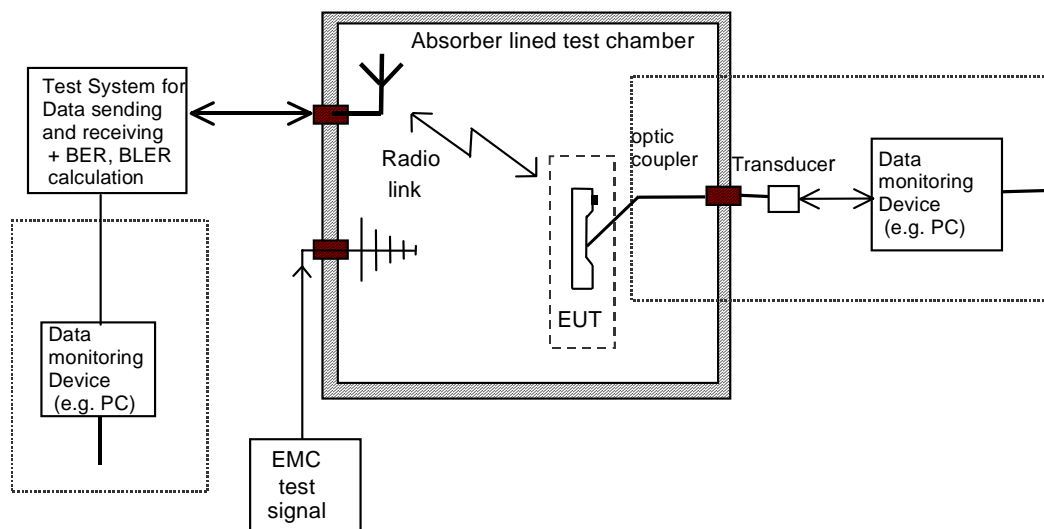 Absorber lined test chamber
Test System for
Data sending
and receiving
+ BER, BLER
calculation
Radio
link
optic
coupler
Transducer
Data
monitoring
Device
(e.g. PC)
EUT
Data
monitoring
Device
(e.g. PC)
EMC
test
signal